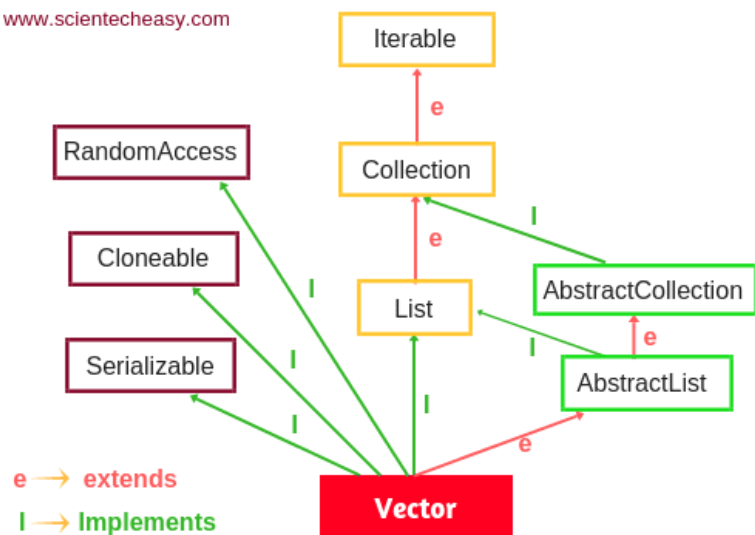 www.scientecheasy.com
Iterable
e
RandomAccess
Collection
I
e
Cloneable
AbstractCollection
I
List
e
I
I
Serializable
AbstractList
I
I
e
e → extends
Vector
I → Implements